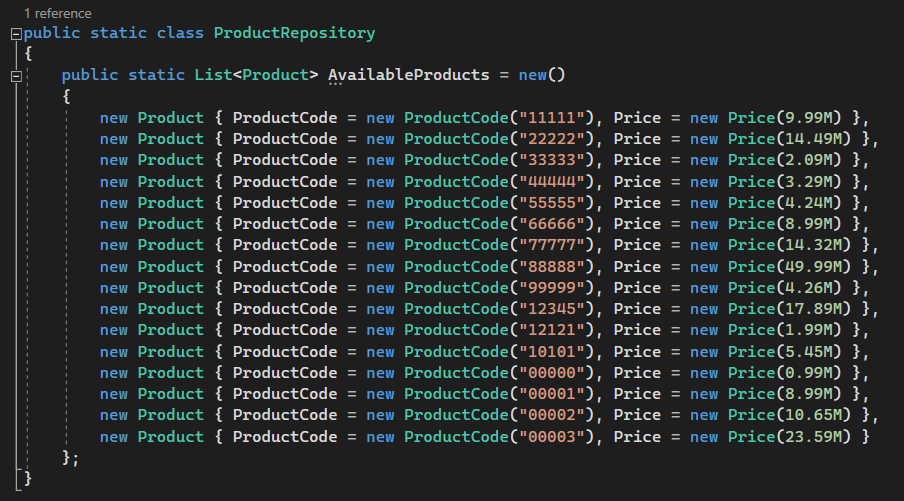 1 reference
public static class ProductRepository
{
public static List<Product> AvailableProducts = new()
{
new Product { ProductCode = new ProductCode("11111"), Price = new Price(9.99M) },
new Product { ProductCode = new ProductCode("22222"), Price = new Price(14.49M) },
new Product { ProductCode = new ProductCode("33333"), Price = new Price(2.09M) },
new Product { ProductCode = new ProductCode("44444"), Price = new Price(3.29M) },
new Product { ProductCode = new ProductCode("55555"), Price = new Price(4.24M) },
new Product { ProductCode = new ProductCode("66666"), Price = new Price(8.99M) },
new Product { ProductCode = new ProductCode("77777"), Price = new Price(14.32M) },
new Product { ProductCode = new ProductCode("88888"), Price = new Price(49.99M) },
new Product { ProductCode = new ProductCode("99999"), Price = new Price(4.26M) },
new Product { ProductCode = new ProductCode("12345"), Price = new Price(17.89M) },
new Product { ProductCode = new ProductCode("12121"), Price = new Price(1.99M) },
new Product { ProductCode = new ProductCode("10101"), Price = new Price(5.45M) },
new Product { ProductCode = new ProductCode("00000"), Price = new Price(0.99M) },
new Product { ProductCode = new ProductCode("00001"), Price = new Price(8.99M) },
new Product { ProductCode = new ProductCode("00002"), Price = new Price(10.65M) },
new Product { ProductCode = new ProductCode("00003"), Price = new Price(23.59M) }
};
}